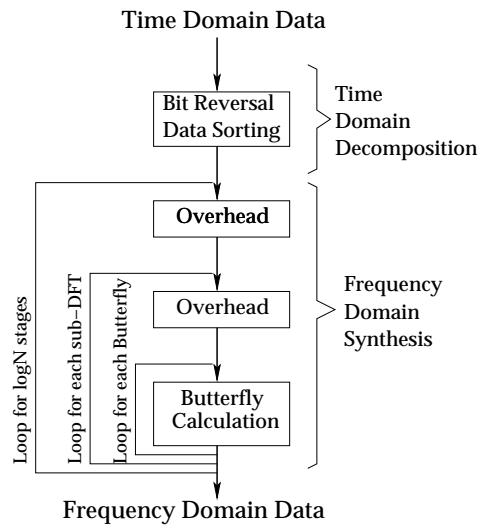 Time Domain Data
Bit Reversal
Data Sorting
Time
Domain
Decomposition
Overhead
Overhead
Butterfly
Calculation
Loop for logN stages
Loop for each sub−DFT
Loop for each Butterfly
Frequency
Domain
Synthesis
Frequency Domain Data